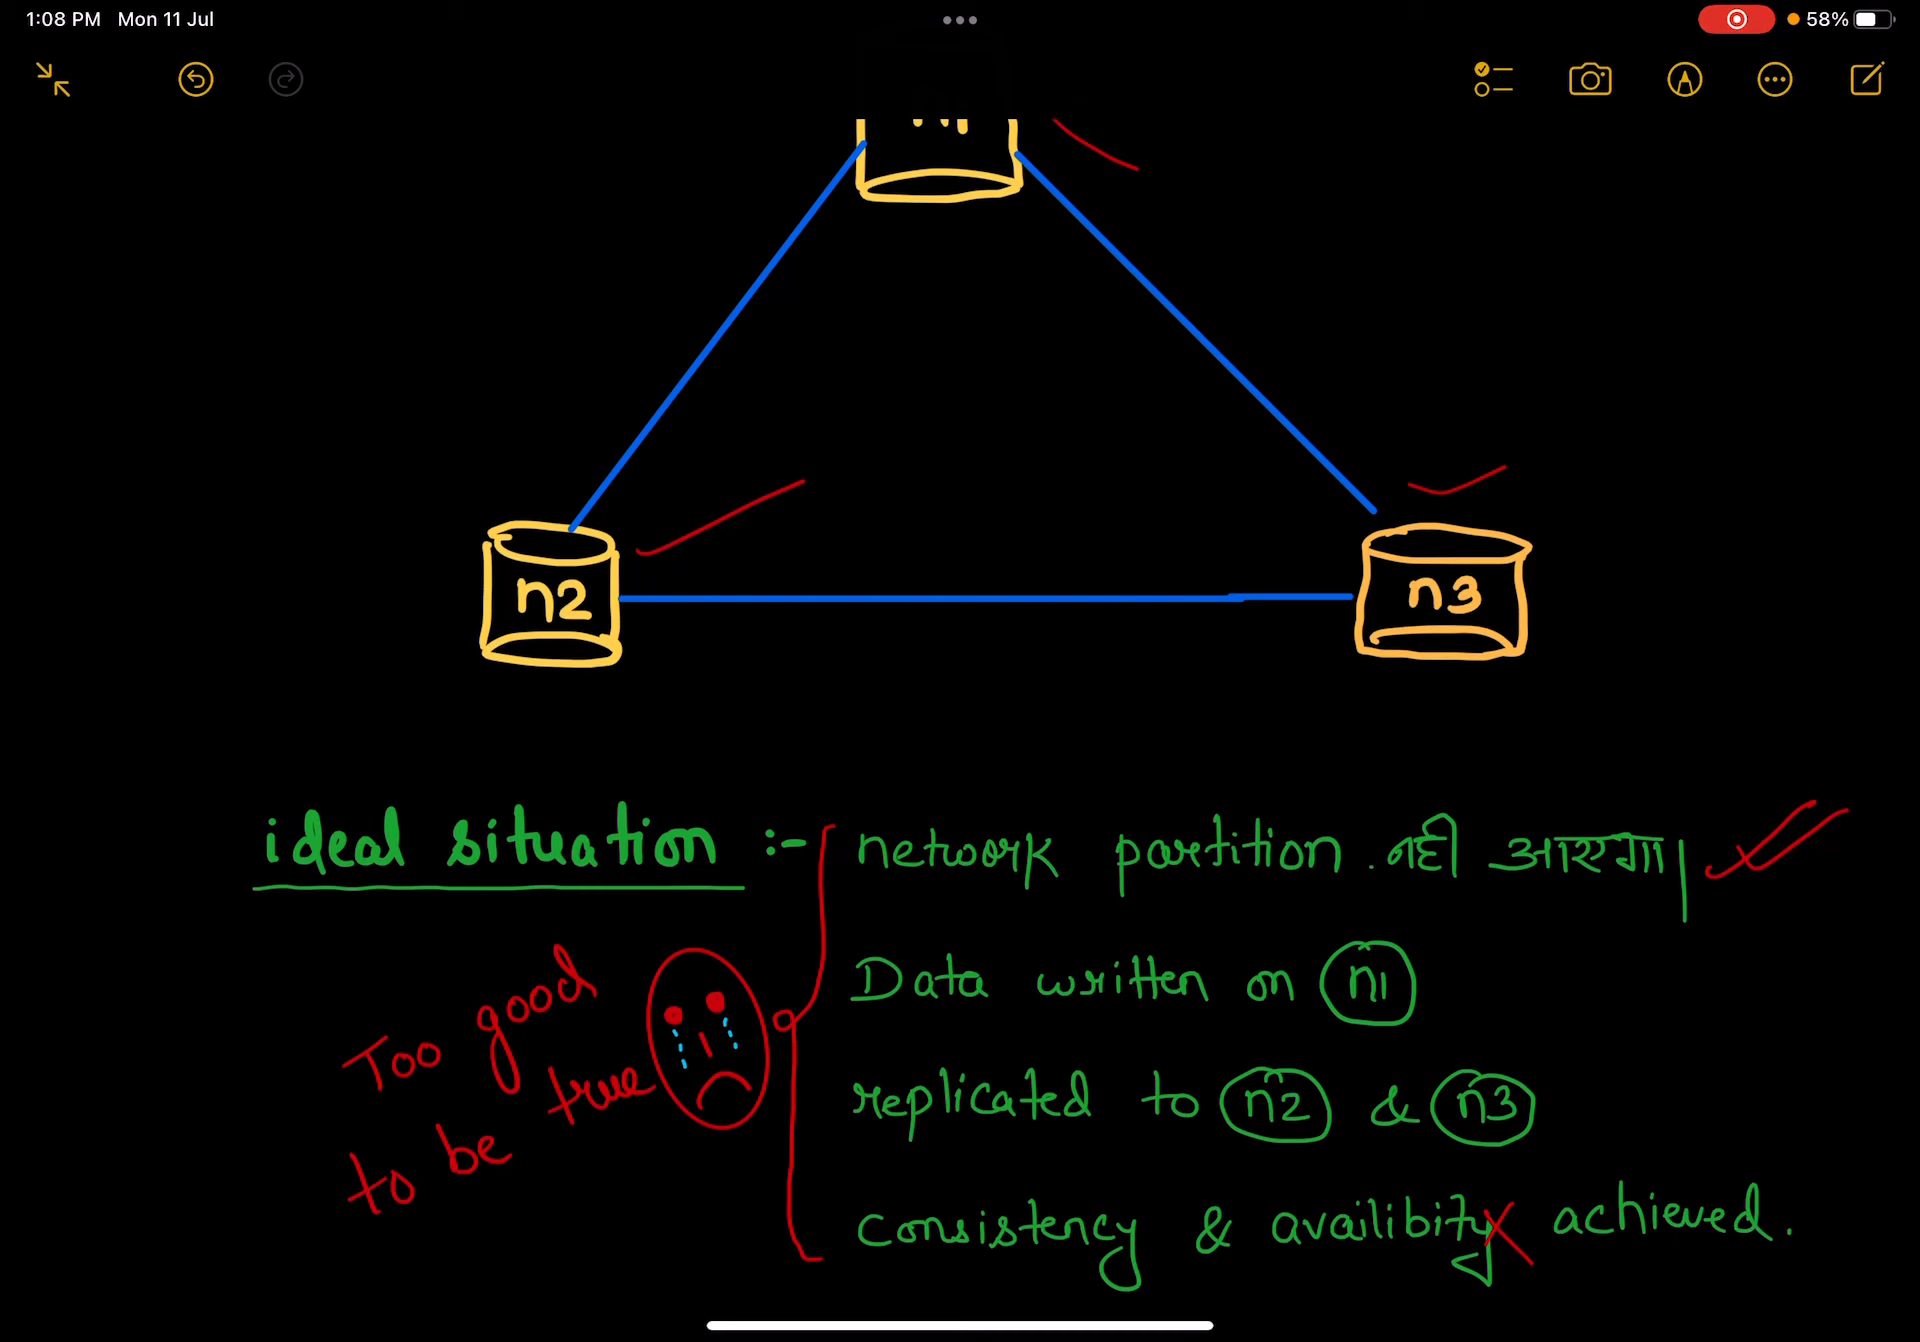 1:08 PM Mon 11 Jul
58%
n2
n3
ideal situation :-
network partition. नही आएगा|
Data written on n1
replicated to n2 & n3
Consistency & availibity achieved.
Too good
to be true